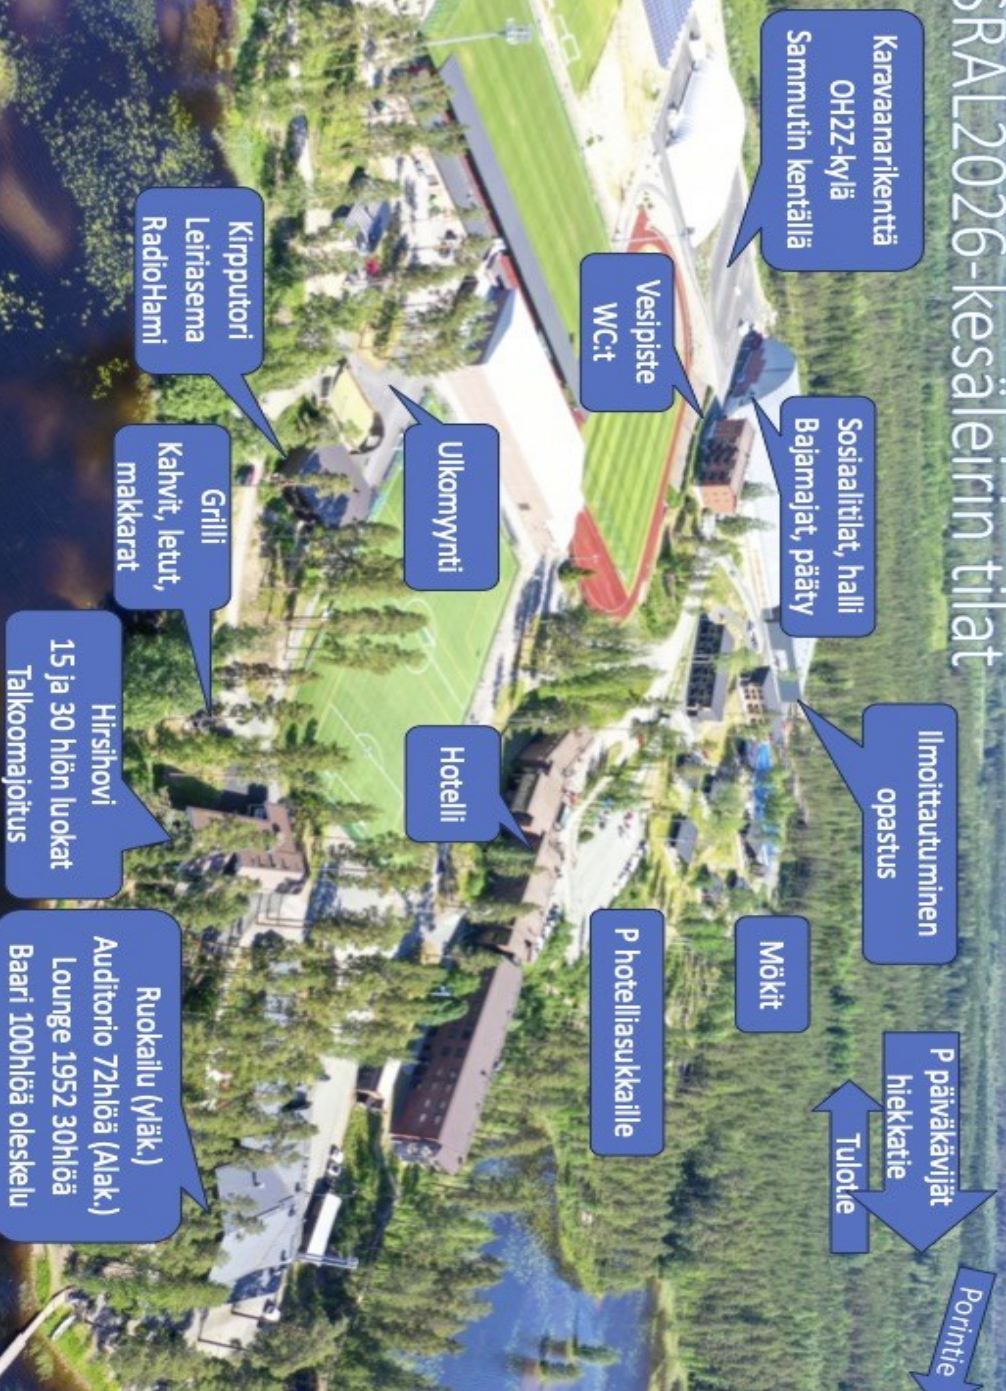 SRAL2026-kesäleirin tilat
Karavaanarikenttä
OH2Z-kylä
Sammutin kentällä
Sosiaalitilat, halli
Bajamajat, pääty
Ilmoittautuminen
opastus
P päiväkävijät
hiekkatie
Porintie
Tulotie
Vesipiste
WC:t
Mökit
P hotelliasukkaille
Ulkomyynti
Hotelli
Kirpputori
Leiriasema
RadioHami
Grilli
Kahvit, letut,
makkarat
Hirsihovi
15 ja 30 hlön luokat
Talkoomajoitus
Ruokailu (yläk.)
Auditorio 72hlöä (Alak.)
Lounge 1952 30hlöä
Baari 100hlöä oleskelu